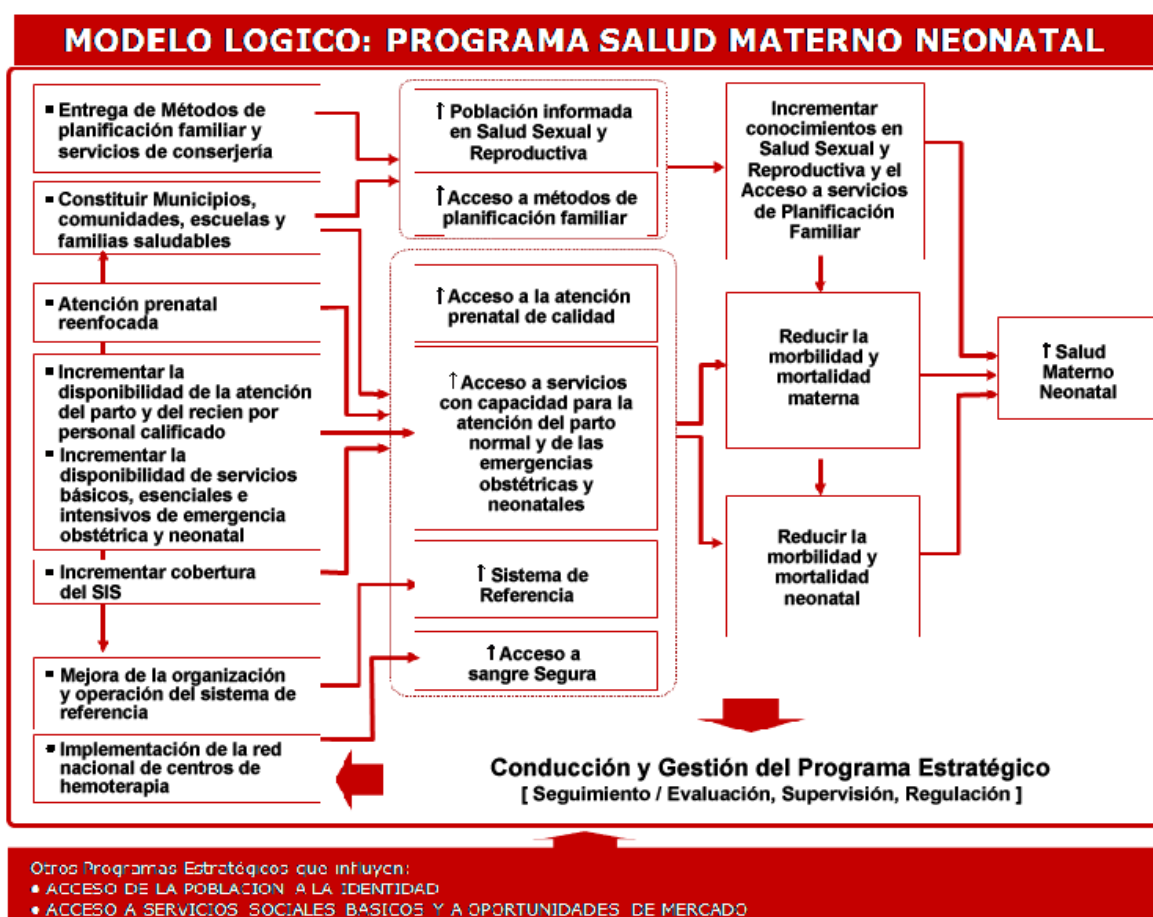 MODELO LOGICO: PROGRAMA SALUD MATERNO NEONATAL
▪ Entrega de Métodos de
planificación familiar y
servicios de conserjería
▪ Constituir Municipios,
comunidades, escuelas y
familias saludables
▪ Atención prenatal
reenfocada
▪ Incrementar la
disponibilidad de la atención
del parto y del recien por
personal calificado
▪ Incrementar la
disponibilidad de servicios
básicos, esenciales e
intensivos de emergencia
obstétrica y neonatal
▪ Incrementar cobertura
del SIS
▪ Mejora de la organización
y operación del sistema de
referencia
▪ Implementación de la red
nacional de centros de
hemoterapia
↑ Población informada
en Salud Sexual y
Reproductiva
↑ Acceso a métodos de
planificación familiar
↑ Acceso a la atención
prenatal de calidad
↑ Acceso a servicios
con capacidad para la
atención del parto
normal y de las
emergencias
obstétricas y
neonatales
↑ Sistema de
Referencia
↑ Acceso a
sangre Segura
Incrementar
conocimientos en
Salud Sexual y
Reproductiva y el
Acceso a servicios
de Planificación
Familiar
Reducir la
morbilidad y
mortalidad
materna
Reducir la
morbilidad y
mortalidad
neonatal
↑ Salud
Materno
Neonatal
Conducción y Gestión del Programa Estratégico
[ Seguimiento / Evaluación, Supervisión, Regulación ]
Otros Programas Estratégicos que influyen:
• ACCESO DE LA POBLACION A LA IDENTIDAD
• ACCESO A SERVICIOS SOCIALES BASICOS Y A OPORTUNIDADES DE MERCADO